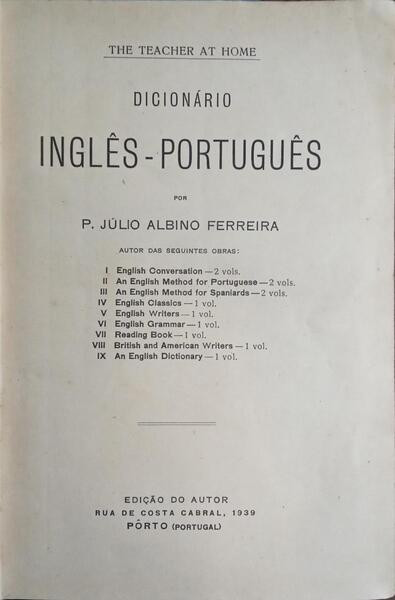 THE TEACHER AT HOME
DICIONÁRIO
INGLÊS - PORTUGUÊS
POR
P. JÚLIO ALBINO FERREIRA
AUTOR DAS SEGUINTES OBRAS:
I English Conversation — 2 vols.
II An English Method for Portuguese — 2 vols.
III An English Method for Spaniards — 2 vols.
IV English Classics — 1 vol.
V English Writers — 1 vol.
VI English Grammar — 1 vol.
VII Reading Book — 1 vol.
VIII British and American Writers — 1 vol.
IX An English Dictionary — 1 vol.
EDIÇÃO DO AUTOR
RUA DE COSTA CABRAL, 1939
PÔRTO (PORTUGAL)